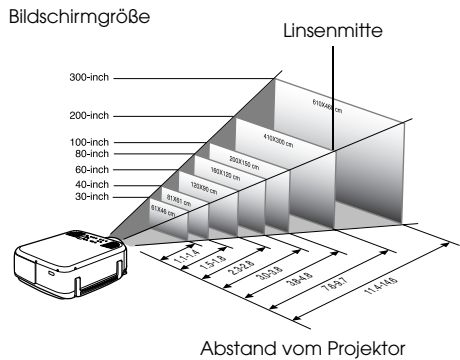 Bildschirmgröße
Linsenmitte
300-inch
610X460 cm
200-inch
410X300 cm
100-inch
200X150 cm
80-inch
160X120 cm
60-inch
120X90 cm
40-inch
81X61 cm
30-inch
61X46 cm
1.1-1.4
1.5-1.8
2.3-2.8
3.0-3.8
3.8-4.8
7.6-9.7
11.4-14.6
Abstand vom Projektor